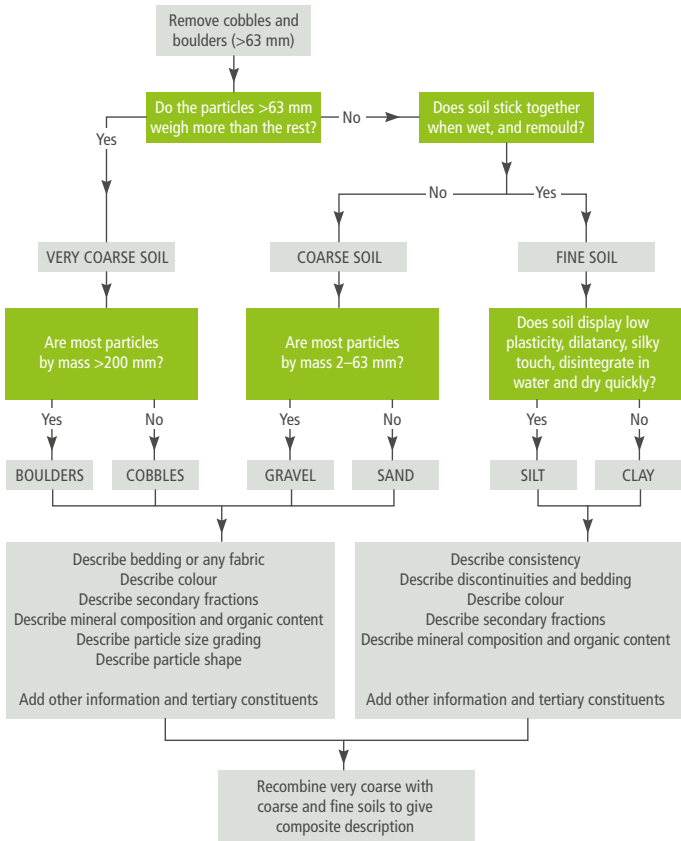 Remove cobbles and
boulders (>63 mm)
Do the particles >63 mm
weigh more than the rest?
No
Does soil stick together
when wet, and remould?
Yes
No
Yes
VERY COARSE SOIL
COARSE SOIL
FINE SOIL
Are most particles
by mass >200 mm?
Are most particles
by mass 2–63 mm?
Does soil display low
plasticity, dilatancy, silky
touch, disintegrate in
water and dry quickly?
Yes
No
Yes
No
Yes
No
BOULDERS
COBBLES
GRAVEL
SAND
SILT
CLAY
Describe bedding or any fabric
Describe colour
Describe secondary fractions
Describe mineral composition and organic content
Describe particle size grading
Describe particle shape
Add other information and tertiary constituents
Describe consistency
Describe discontinuities and bedding
Describe colour
Describe secondary fractions
Describe mineral composition and organic content
Add other information and tertiary constituents
Recombine very coarse with
coarse and fine soils to give
composite description